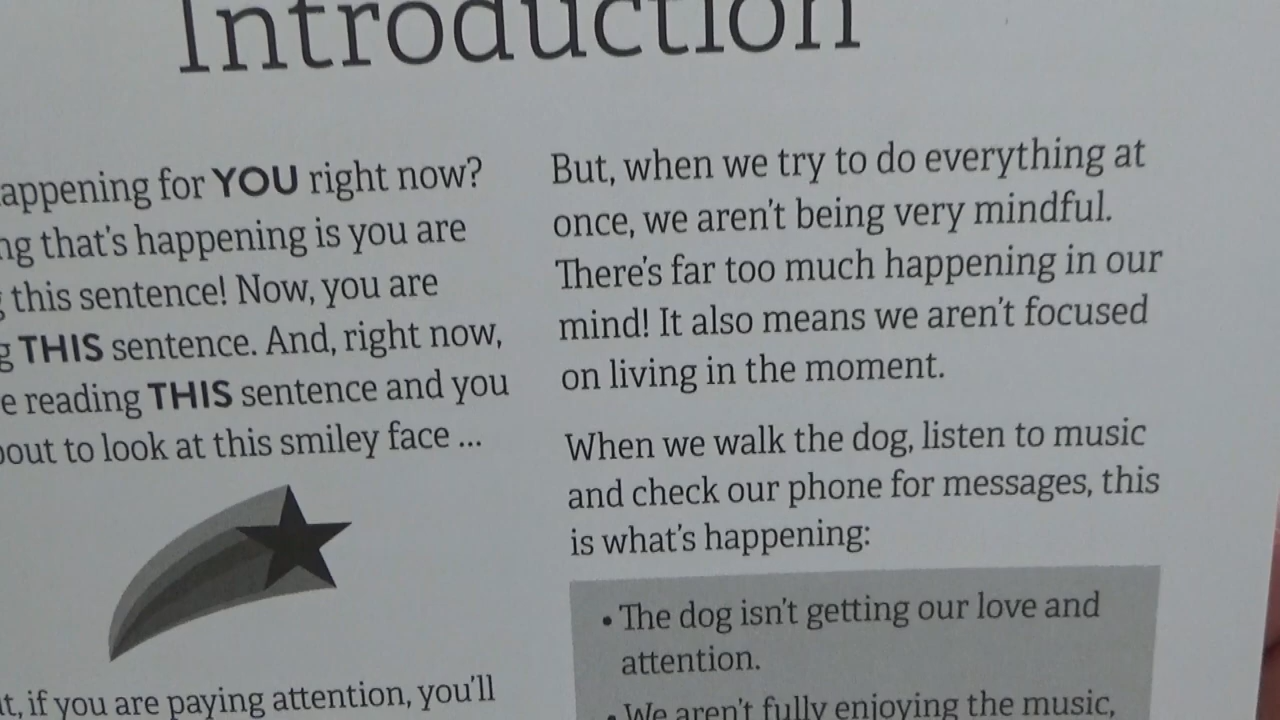 Introduction
for YOU right now?
that's happening is you are
this sentence! Now, you are
THIS sentence. And, right now,
reading THIS sentence and you
to look at this smiley face ...
if you are paying attention, you'll
But, when we try to do everything at
once, we aren't being very mindful.
There's far too much happening in our
mind! It also means we aren't focused
on living in the moment.
When we walk the dog, listen to music
and check our phone for messages, this
is what's happening:
• The dog isn't getting our love and
attention.
• We aren't fully enjoying the music,